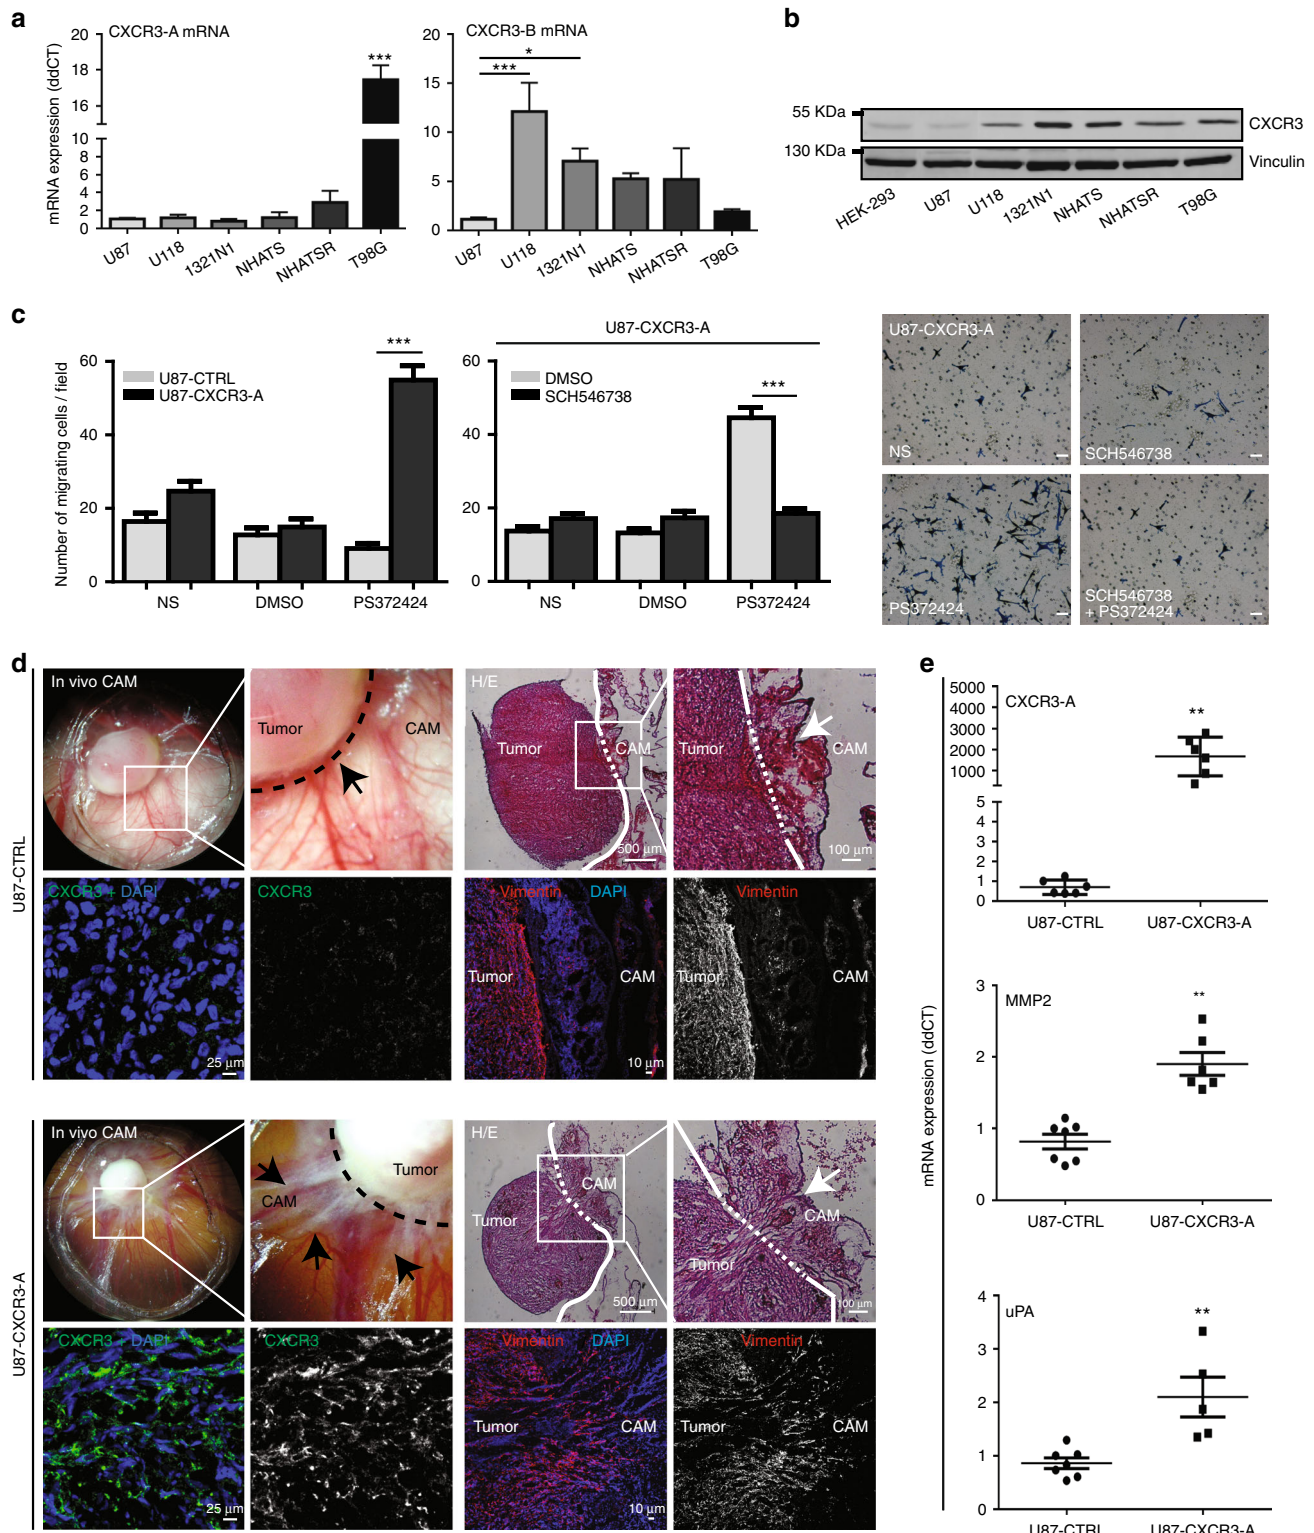 a
CXCR3-A mRNA
CXCR3-B mRNA
mRNA expression (ddCT)
20
18
16
10
8
6
4
2
0
***
U87
U118
1321N1
NHATS
NHATSR
T98G
20
15
10
5
0
*
***
U87
U118
1321N1
NHATS
NHATSR
T98G
b
55 KDa
CXCR3
130 KDa
Vinculin
HEK-293
U87
U118
1321N1
NHATS
NHATSR
T98G
c
Number of migrating cells / field
60
40
20
0
U87-CTRL
U87-CXCR3-A
***
NS
DMSO
PS372424
U87-CXCR3-A
60
40
20
0
DMSO
SCH546738
***
NS
DMSO
PS372424
U87-CXCR3-A
NS
SCH546738
PS372424
SCH546738
+ PS372424
d
U87-CTRL
In vivo CAM
Tumor
CAM
H/E
Tumor
CAM
500 µm
Tumor
CAM
100 µm
CXCR3 + DAPI
25 µm
CXCR3
Vimentin
DAPI
Tumor
CAM
10 µm
Vimentin
Tumor
CAM
U87-CXCR3-A
In vivo CAM
Tumor
CAM
H/E
Tumor
CAM
500 µm
Tumor
CAM
100 µm
CXCR3 + DAPI
25 µm
CXCR3
Vimentin
DAPI
Tumor
CAM
10 µm
Vimentin
Tumor
CAM
e
mRNA expression (ddCT)
CXCR3-A
5000
4000
3000
2000
1000
5
4
3
2
1
0
**
U87-CTRL
U87-CXCR3-A
MMP2
3
2
1
0
**
U87-CTRL
U87-CXCR3-A
uPA
4
3
2
1
0
**
U87-CTRL
U87-CXCR3-A